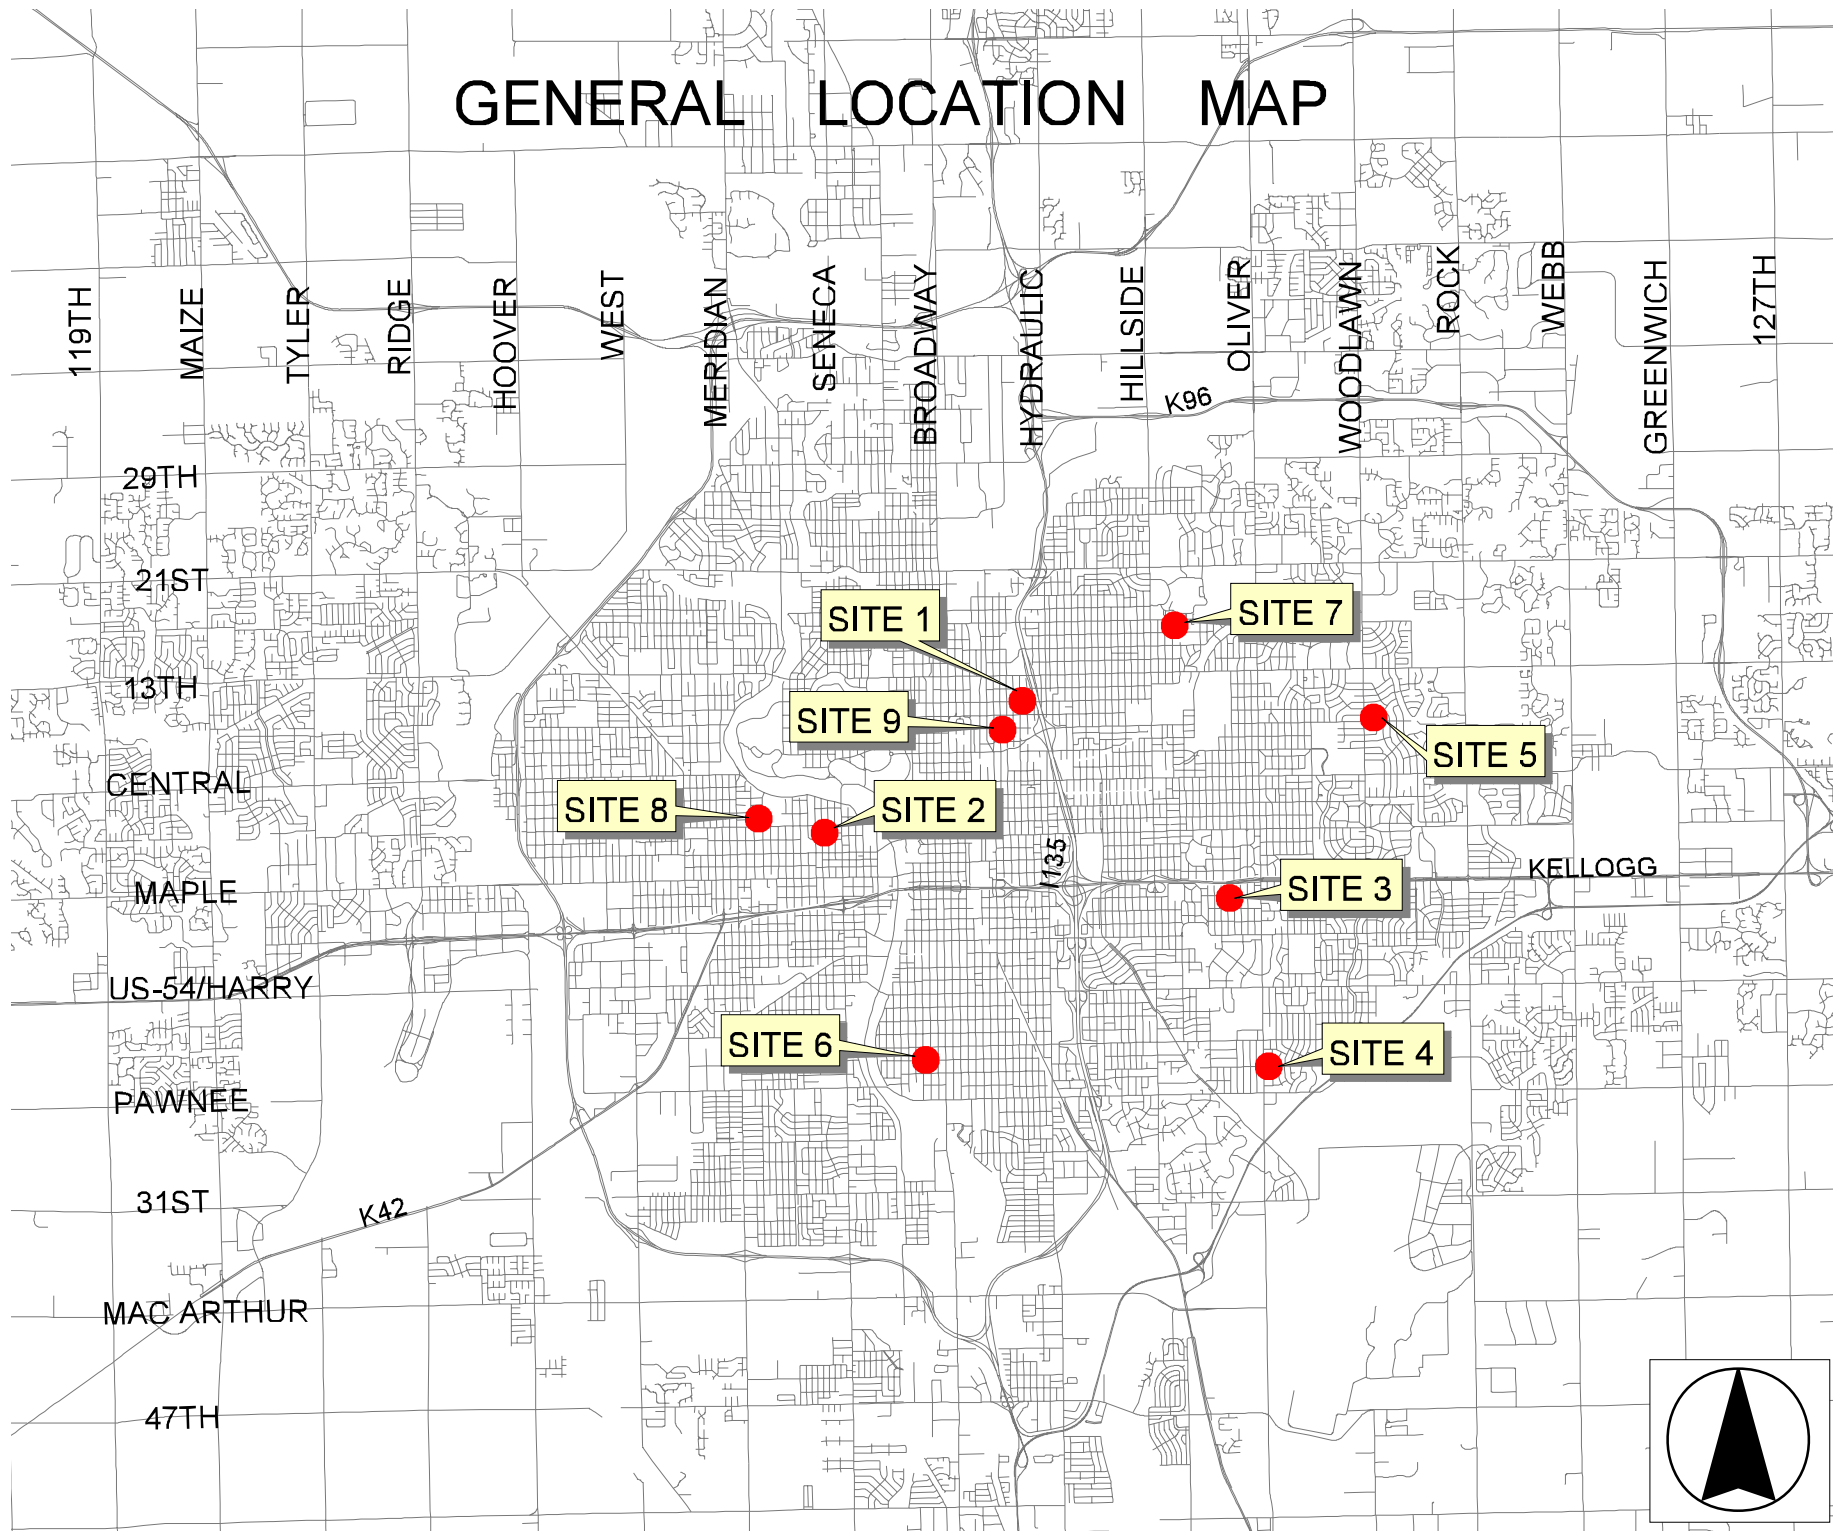 GENERAL LOCATION MAP
119TH
MAIZE
TYLER
RIDGE
HOOVER
WEST
MERIDIAN
SENECA
BROADWAY
HYDRAULIC
HILLSIDE
OLIVER
WOODLAWN
ROCK
WEBB
GREENWICH
127TH
K96
29TH
21ST
SITE 1
SITE 7
13TH
SITE 9
SITE 5
CENTRAL
SITE 8
SITE 2
I135
KELLOGG
MAPLE
SITE 3
US-54/HARRY
SITE 6
SITE 4
PAWNEE
31ST
K42
MAC ARTHUR
47TH